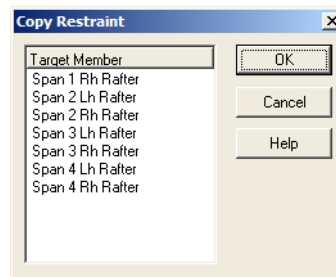 Copy Restraint
Target Member
Span 1 Rh Rafter
Span 2 Lh Rafter
Span 2 Rh Rafter
Span 3 Lh Rafter
Span 3 Rh Rafter
Span 4 Lh Rafter
Span 4 Rh Rafter
OK
Cancel
Help